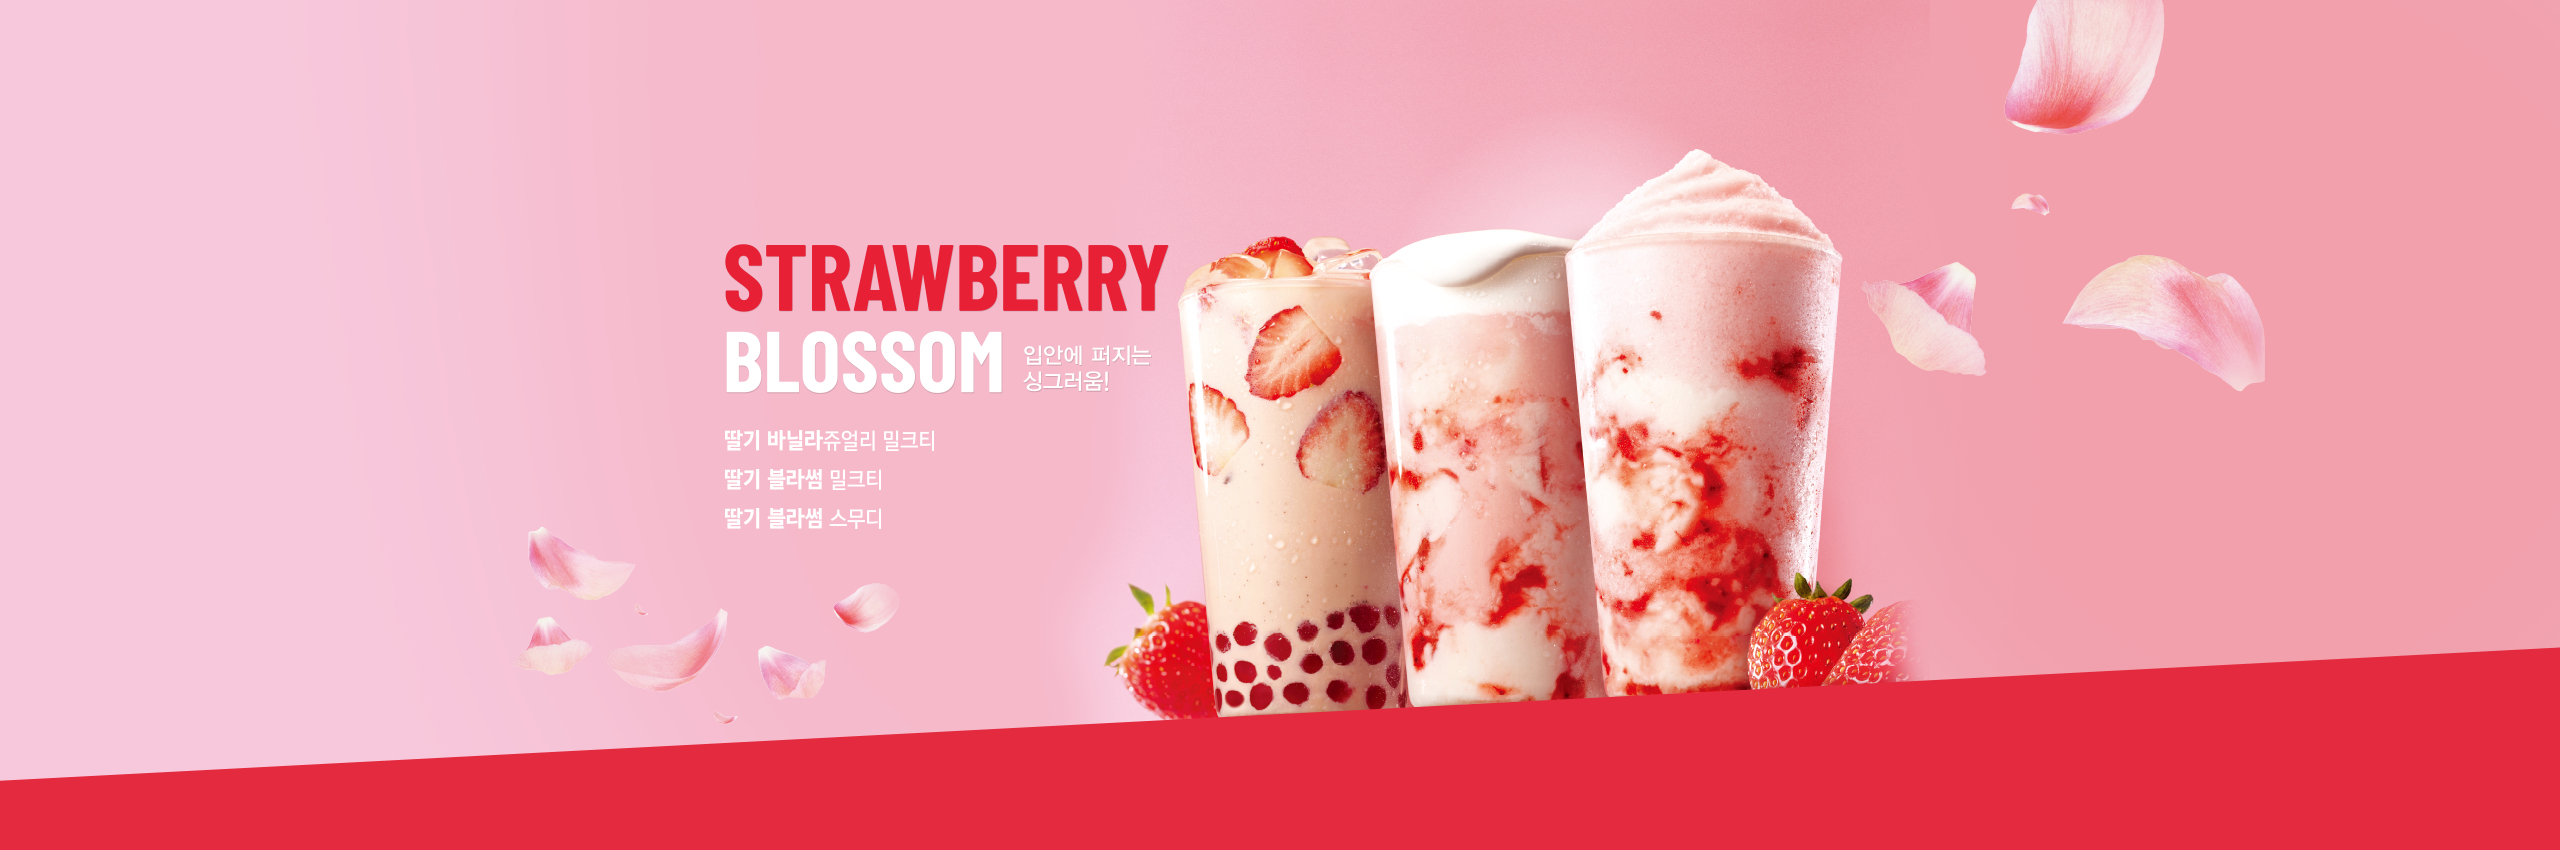 STRAWBERRY
BLOSSOM
입안에 퍼지는
싱그러움!
딸기 바닐라쥬얼리 밀크티
딸기 블라썸 밀크티
딸기 블라썸 스무디